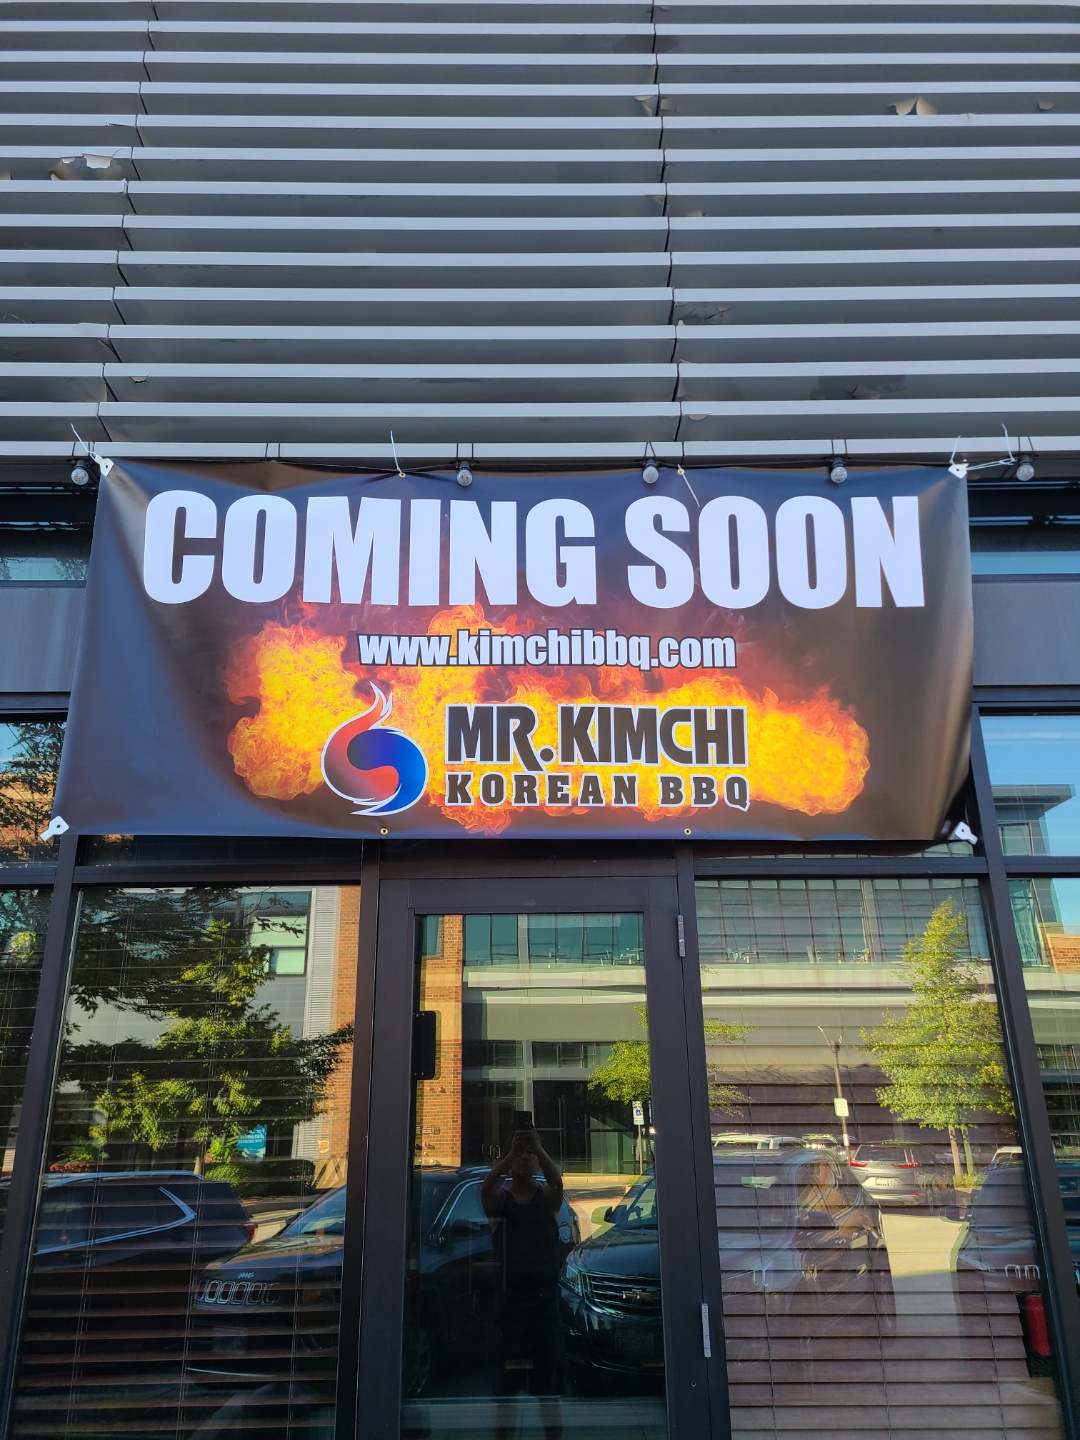 COMING SOON
www.kimchibbq.com
MR. KIMCHI
KOREAN BBQ